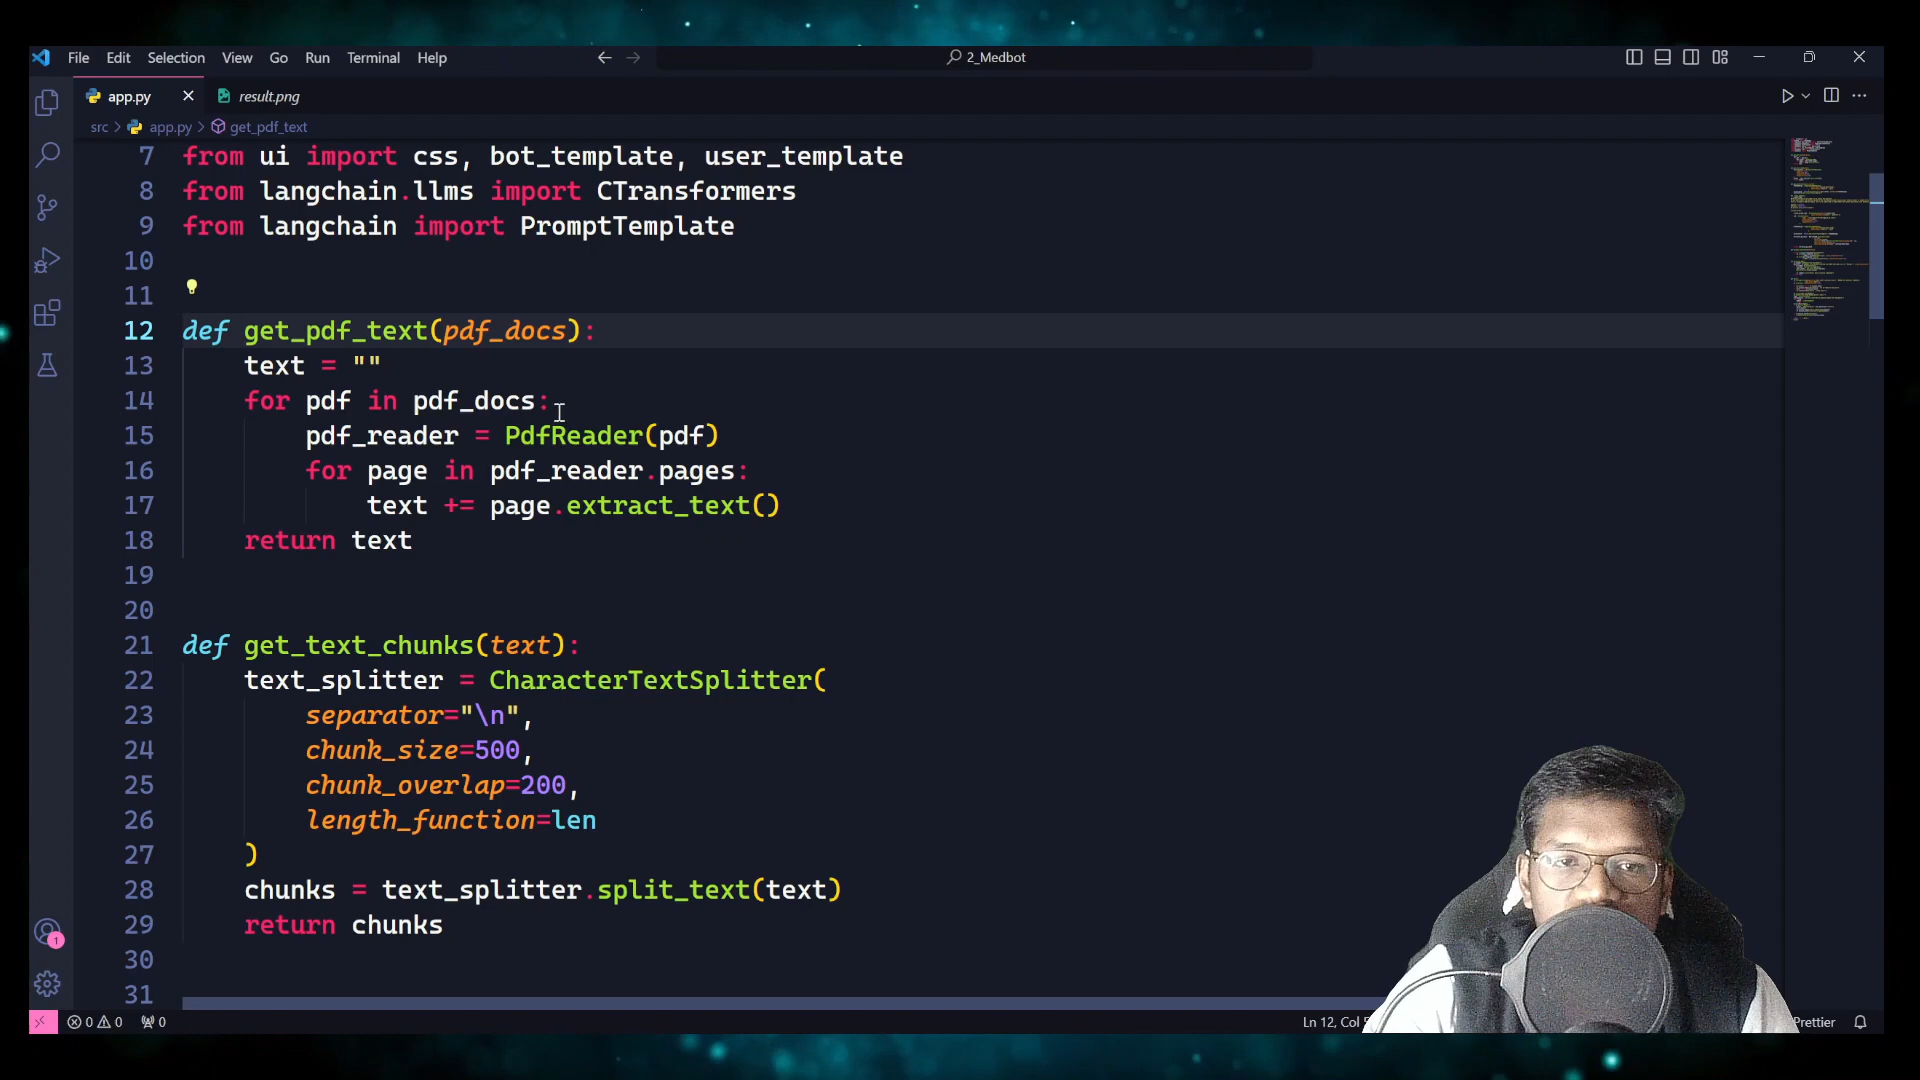 File Edit Selection View Go Run Terminal Help
2_Medbot
app.py
result.png
src > app.py > get_pdf_text
7 from ui import css, bot_template, user_template
8 from langchain.llms import CTransformers
9 from langchain import PromptTemplate
10
11
12 def get_pdf_text(pdf_docs):
13 text = ""
14 for pdf in pdf_docs:
15 pdf_reader = PdfReader(pdf)
16 for page in pdf_reader.pages:
17 text += page.extract_text()
18 return text
19
20
21 def get_text_chunks(text):
22 text_splitter = CharacterTextSplitter(
23 separator="\n",
24 chunk_size=500,
25 chunk_overlap=200,
26 length_function=len
27 )
28 chunks = text_splitter.split_text(text)
29 return chunks
30
31
1
0 0 0
Ln 12, Col
Prettier